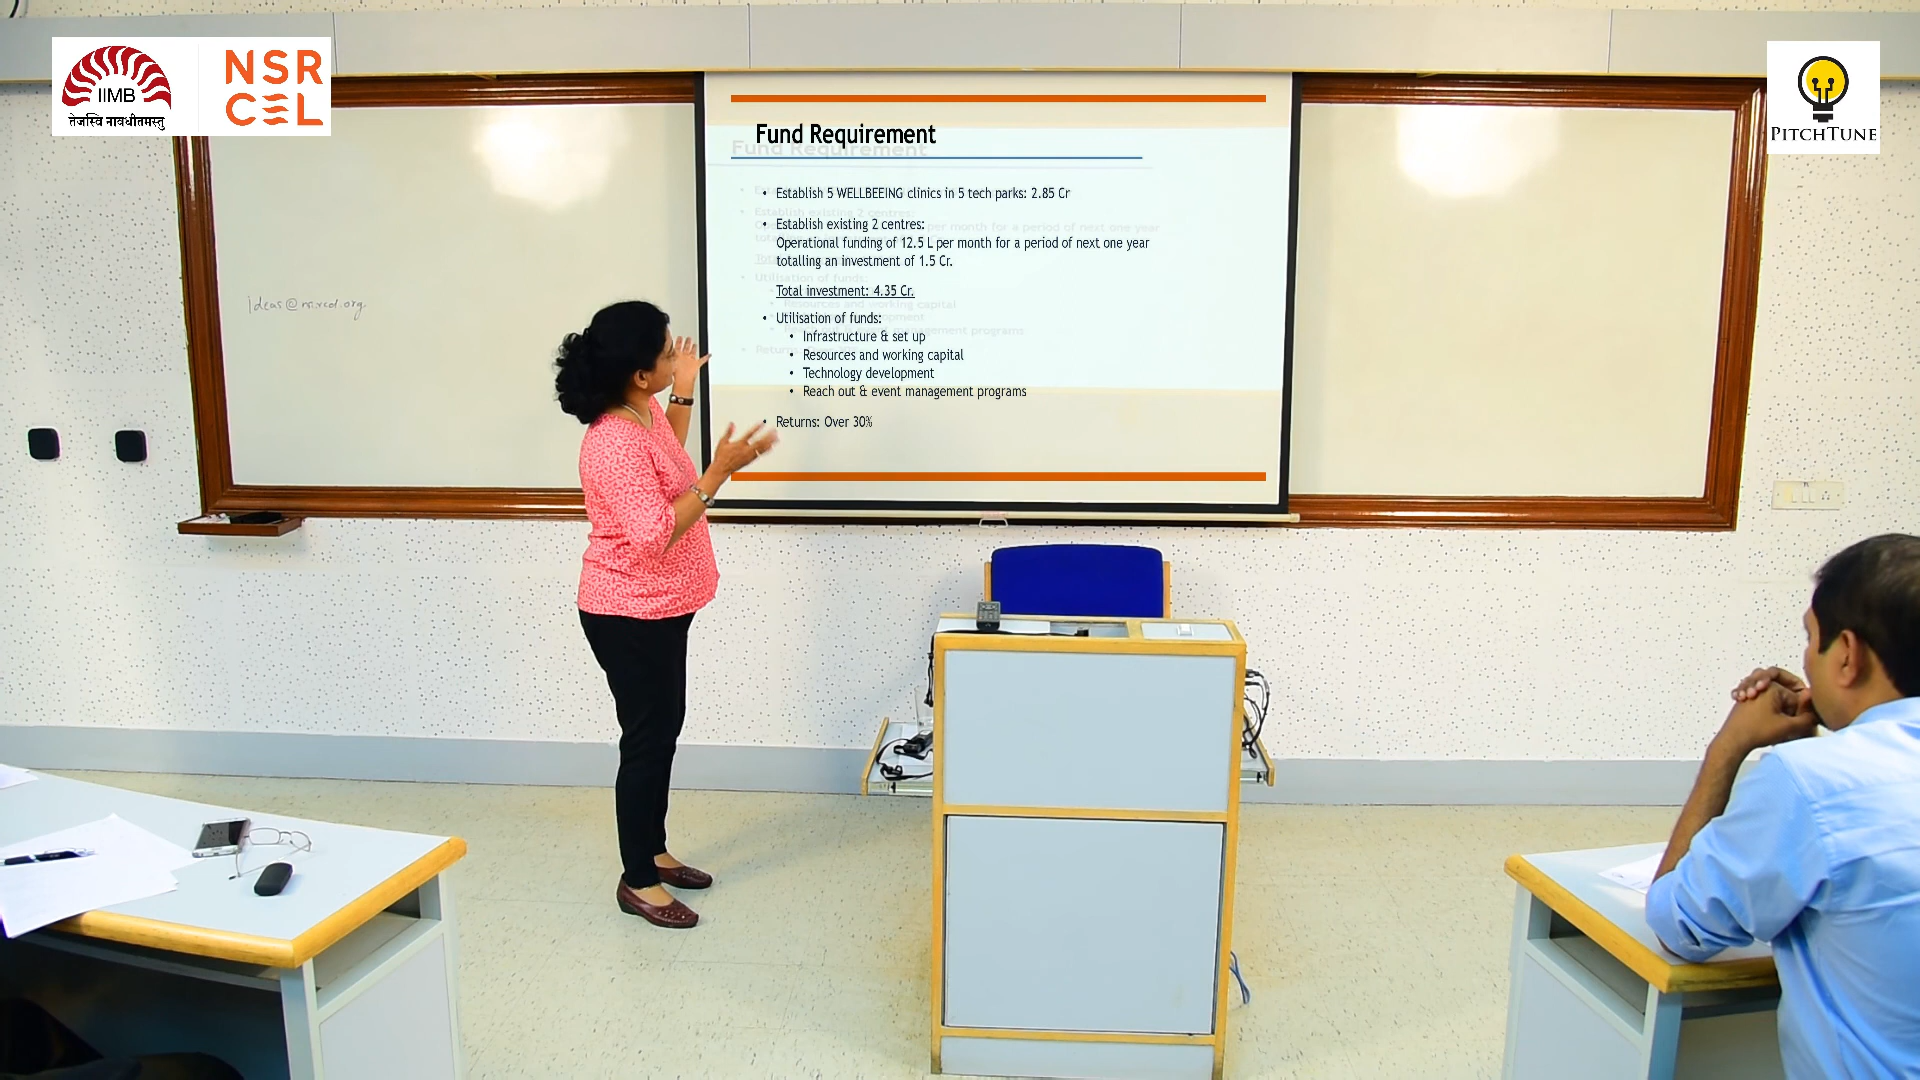 IIMB
तेजस्वि नावधीतमस्तु
NSR
CEL
PITCHTUNE
Fund Requirement
• Establish 5 WELLBEEING clinics in 5 tech parks: 2.85 Cr
• Establish existing 2 centres:
Operational funding of 12.5 L per month for a period of next one year
totalling an investment of 1.5 Cr.
Total investment: 4.35 Cr.
• Utilisation of funds:
• Infrastructure & set up
• Resources and working capital
• Technology development
• Reach out & event management programs
• Returns: Over 30%